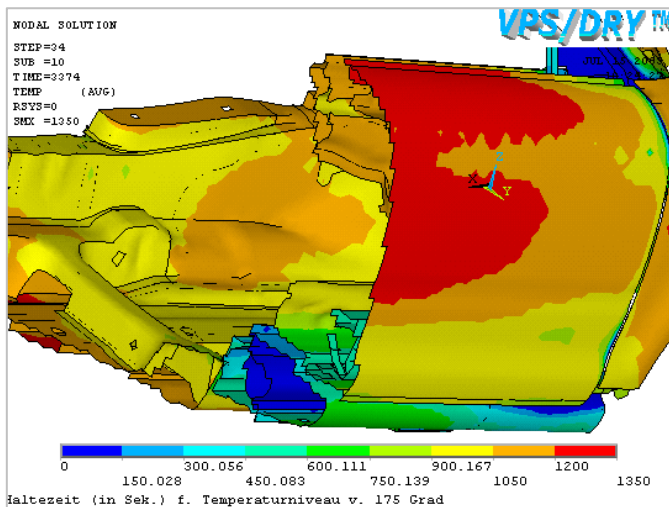 NODAL SOLUTION
VPS/DRY
STEP=34
SUB =10
TIME=3374
TEMP (AVG)
RSYS=0
SMX =1350
Z
X
Y
0 300.056 600.111 900.167 1200
150.028 450.083 750.139 1050 1350
Haltezeit (in Sek.) f. Temperaturniveau v. 175 Grad